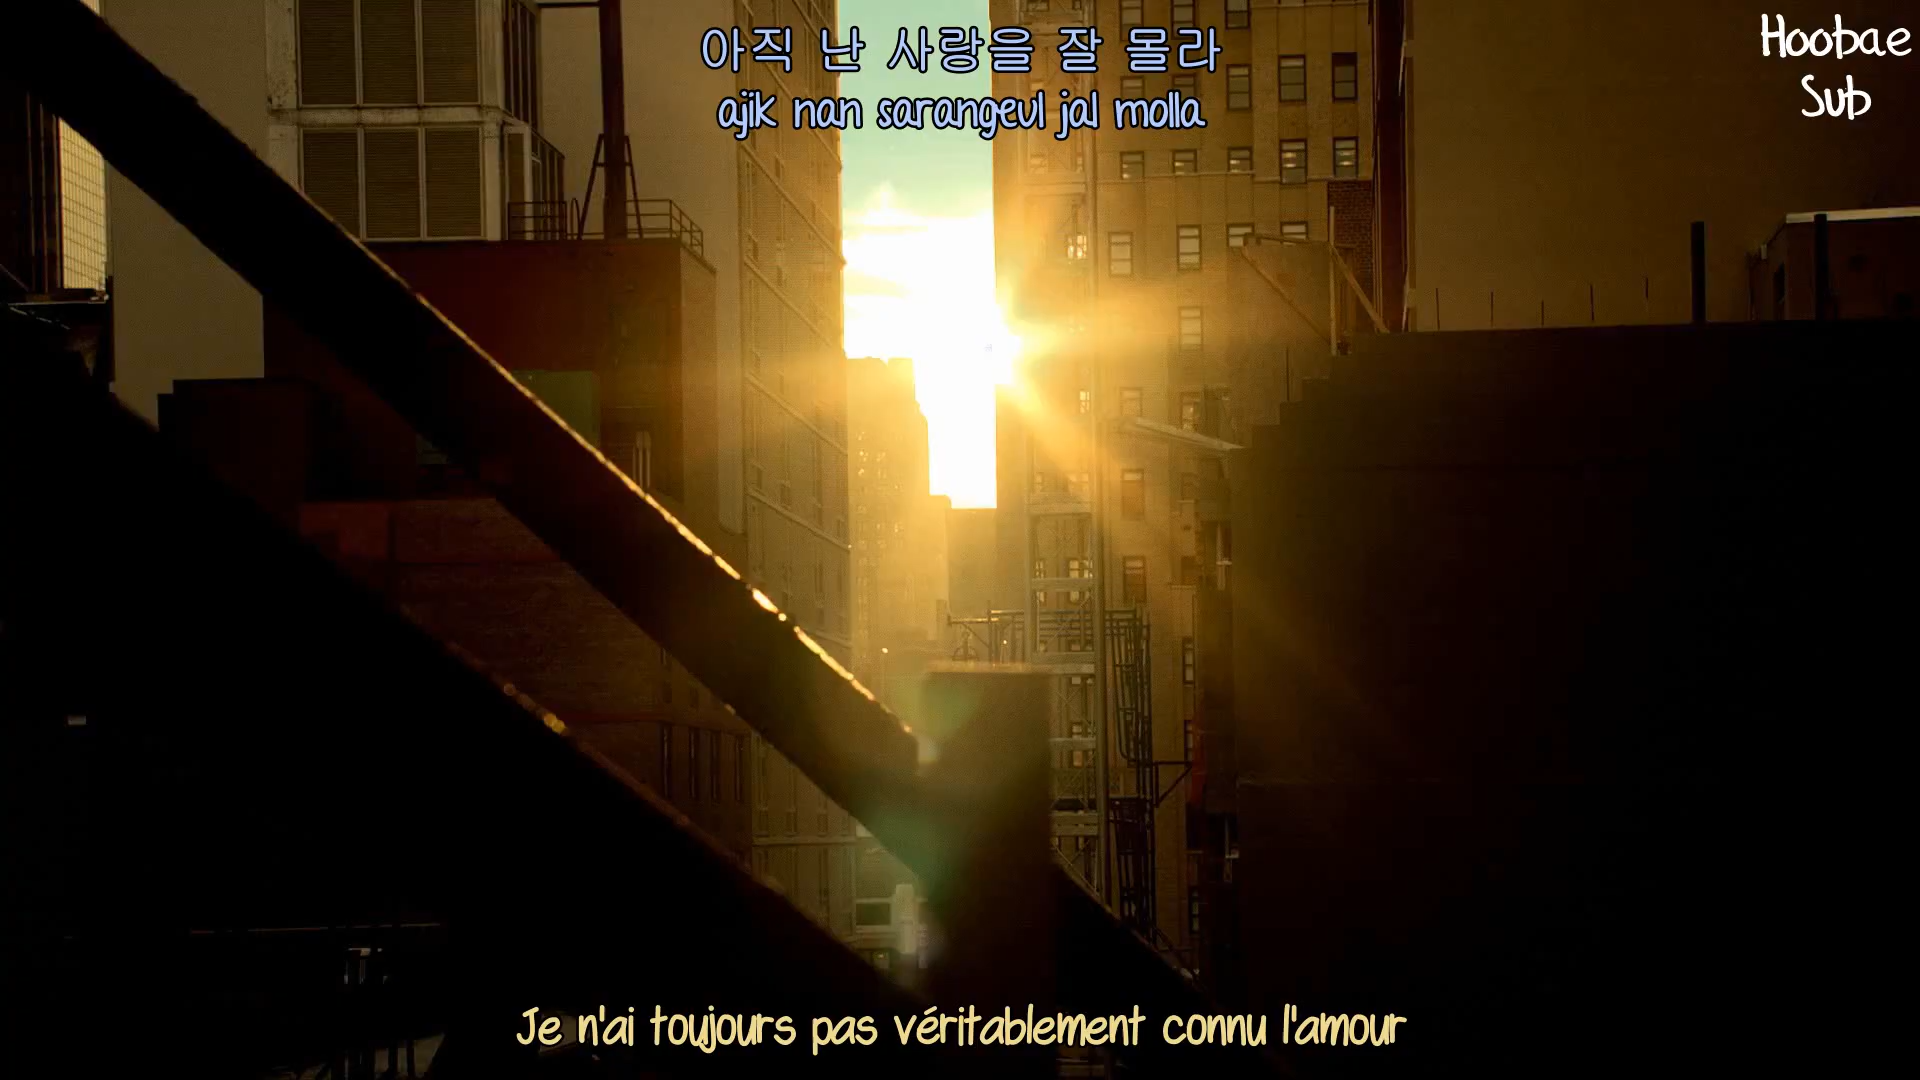 아직 난 사랑을 잘 몰라
ajik nan sarangeul jal molla
Hoobae
Sub
Je n'ai toujours pas véritablement connu l'amour